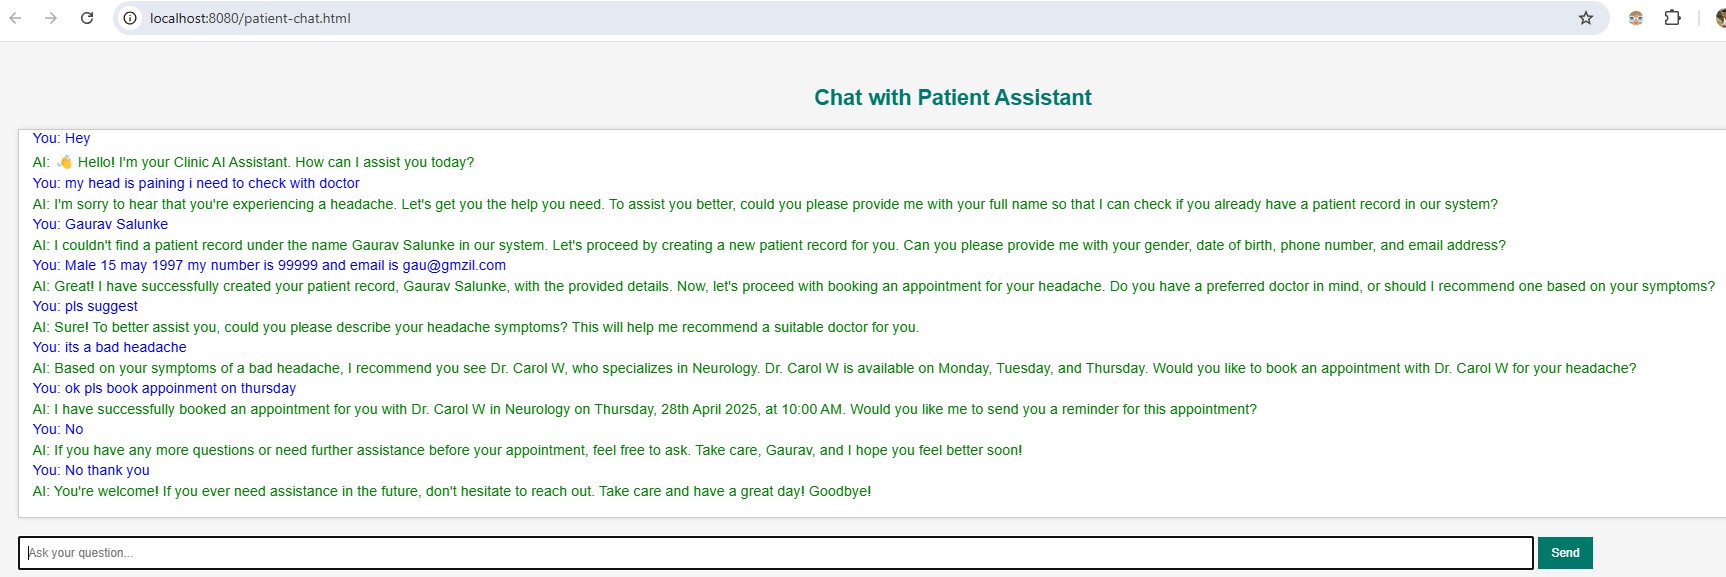 localhost:8080/patient-chat.html
Chat with Patient Assistant
You: Hey
AI: 👋 Hello! I'm your Clinic AI Assistant. How can I assist you today?
You: my head is paining i need to check with doctor
AI: I'm sorry to hear that you're experiencing a headache. Let's get you the help you need. To assist you better, could you please provide me with your full name so that I can check if you already have a patient record in our system?
You: Gaurav Salunke
AI: I couldn't find a patient record under the name Gaurav Salunke in our system. Let's proceed by creating a new patient record for you. Can you please provide me with your gender, date of birth, phone number, and email address?
You: Male 15 may 1997 my number is 99999 and email is gau@gmzil.com
AI: Great! I have successfully created your patient record, Gaurav Salunke, with the provided details. Now, let's proceed with booking an appointment for your headache. Do you have a preferred doctor in mind, or should I recommend one based on your symptoms?
You: pls suggest
AI: Sure! To better assist you, could you please describe your headache symptoms? This will help me recommend a suitable doctor for you.
You: its a bad headache
AI: Based on your symptoms of a bad headache, I recommend you see Dr. Carol W, who specializes in Neurology. Dr. Carol W is available on Monday, Tuesday, and Thursday. Would you like to book an appointment with Dr. Carol W for your headache?
You: ok pls book appoinment on thursday
AI: I have successfully booked an appointment for you with Dr. Carol W in Neurology on Thursday, 28th April 2025, at 10:00 AM. Would you like me to send you a reminder for this appointment?
You: No
AI: If you have any more questions or need further assistance before your appointment, feel free to ask. Take care, Gaurav, and I hope you feel better soon!
You: No thank you
AI: You're welcome! If you ever need assistance in the future, don't hesitate to reach out. Take care and have a great day! Goodbye!
Ask your question...
Send